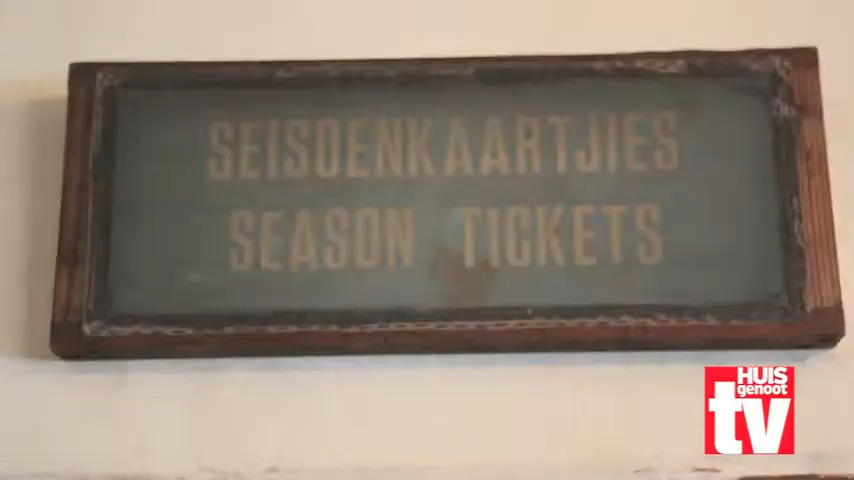 SEISOENKAARTJIES
SEASON TICKETS
HUIS
genoot
tv